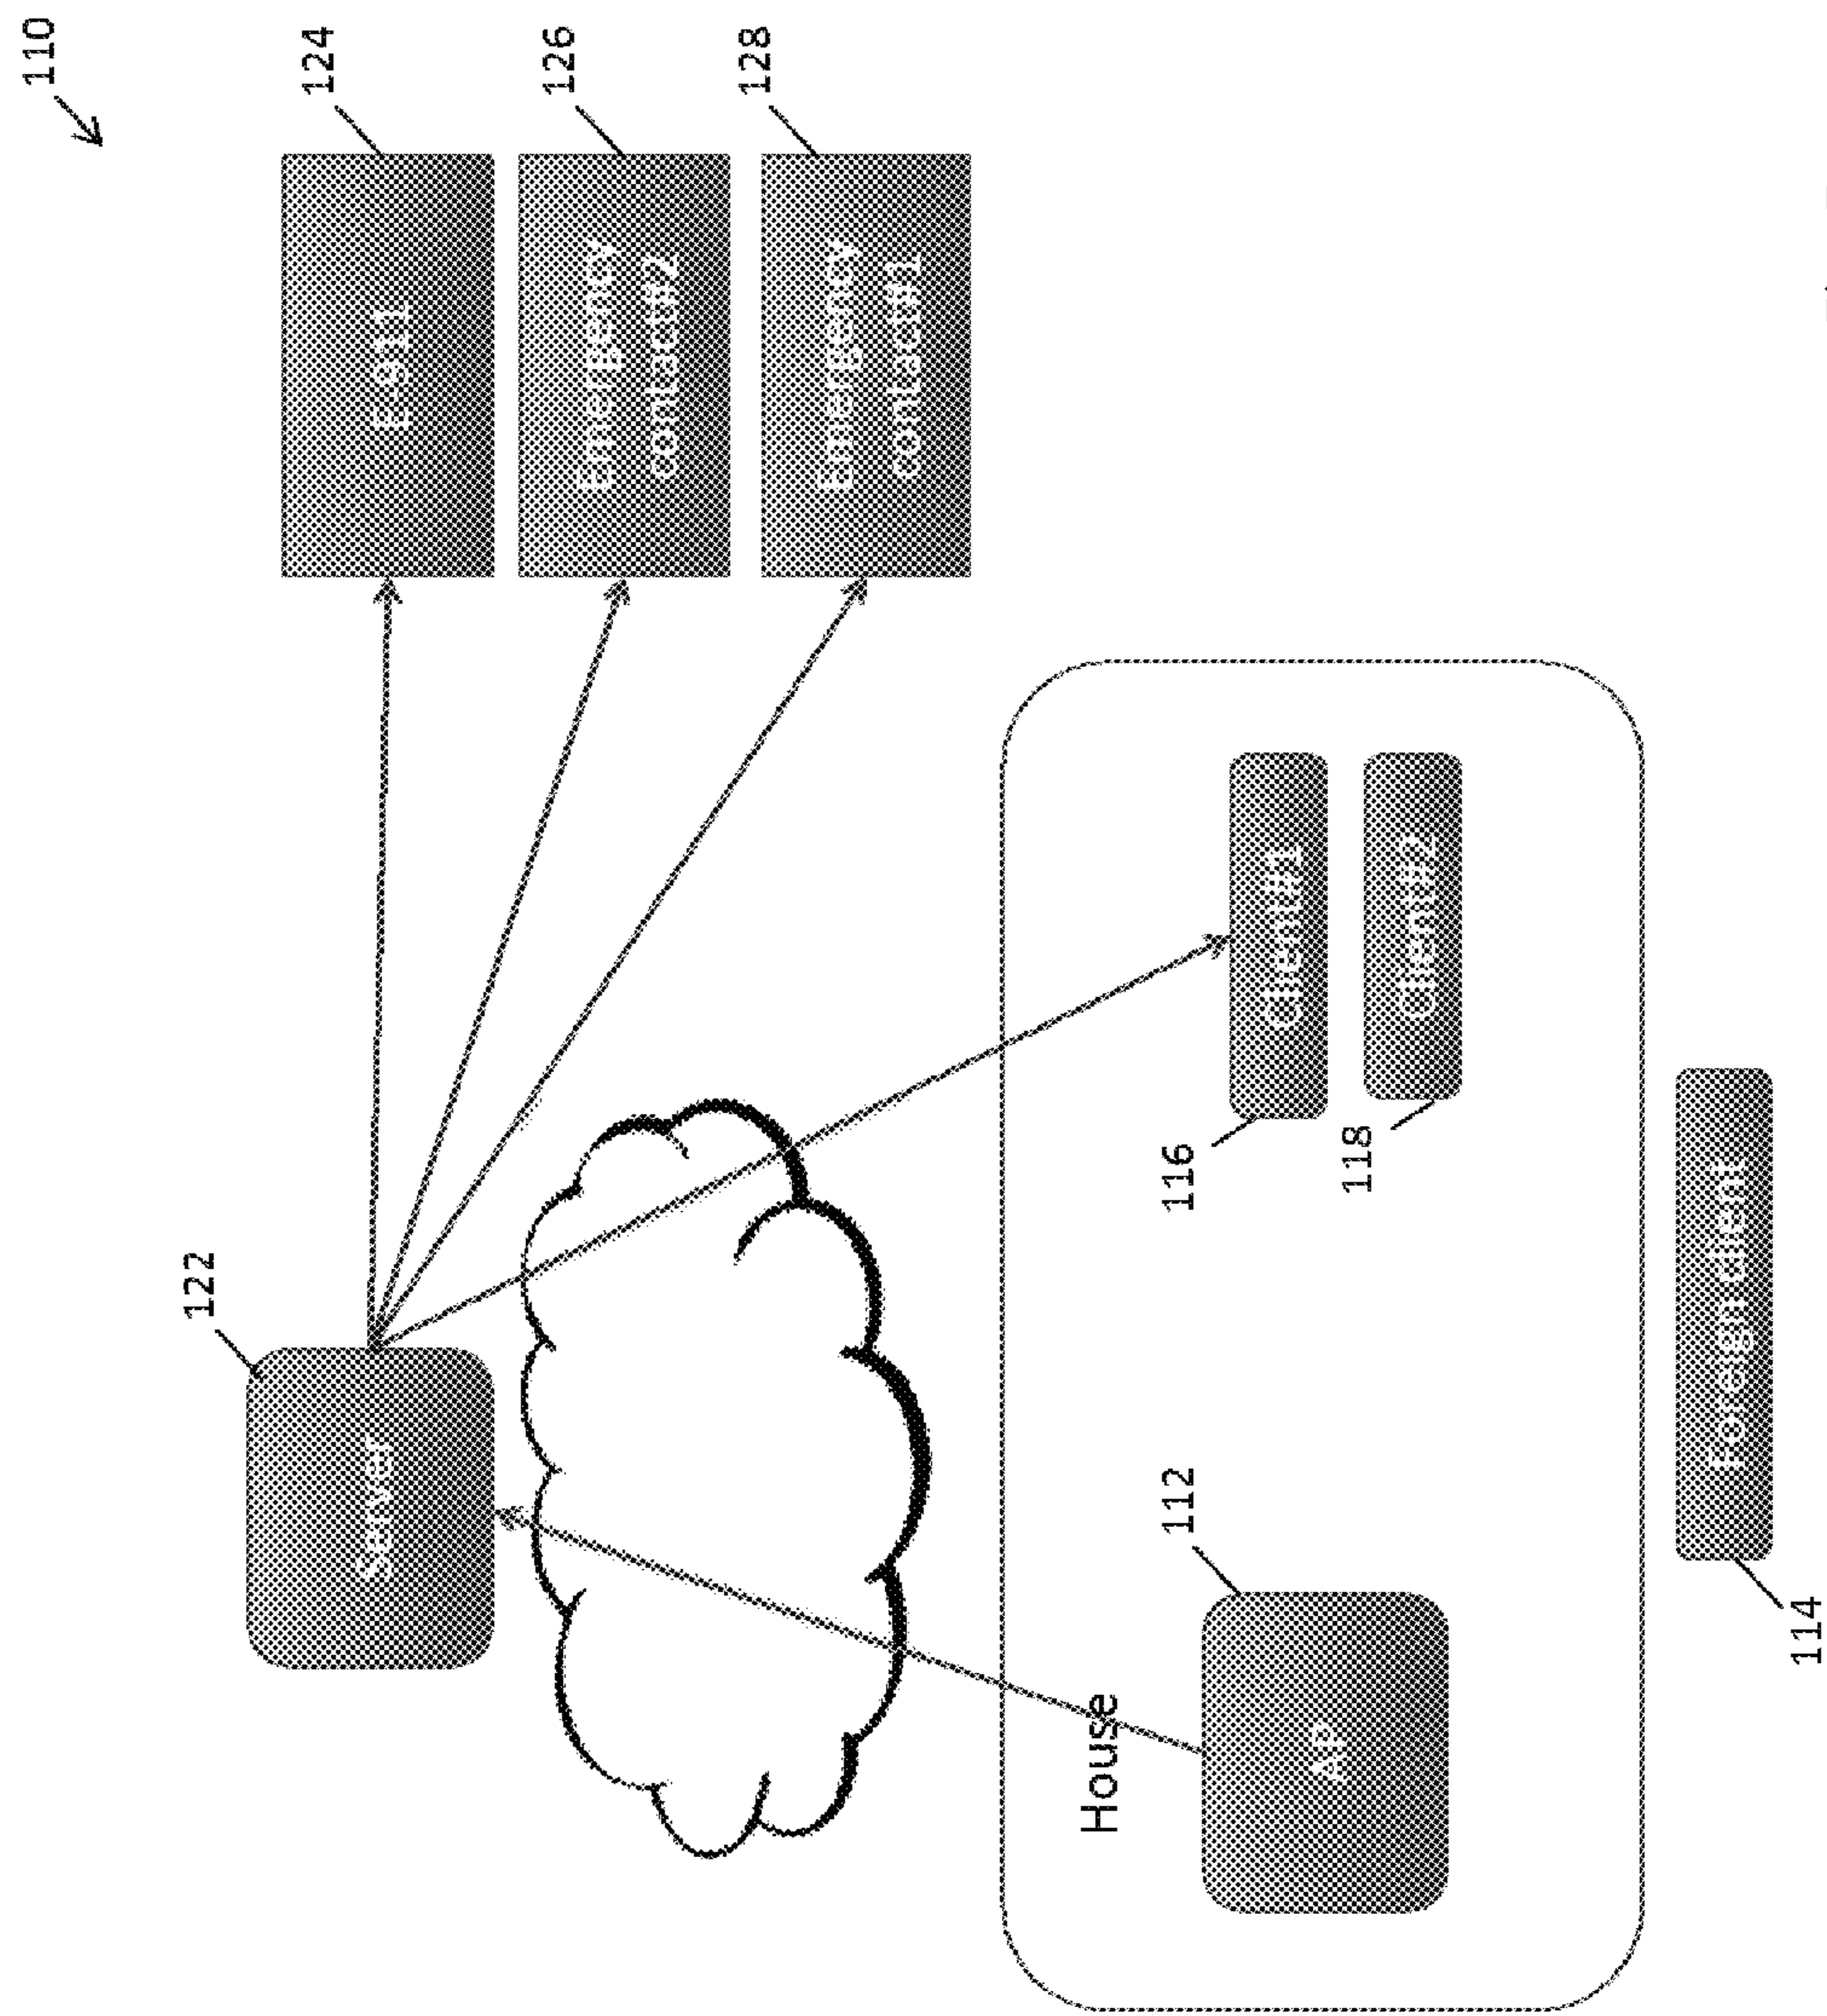 110
122
Server
124
E-911
126
Emergency
contact#2
128
Emergency
contact#1
House
112
AP
116
Client#1
118
Client#2
114
Foreign client